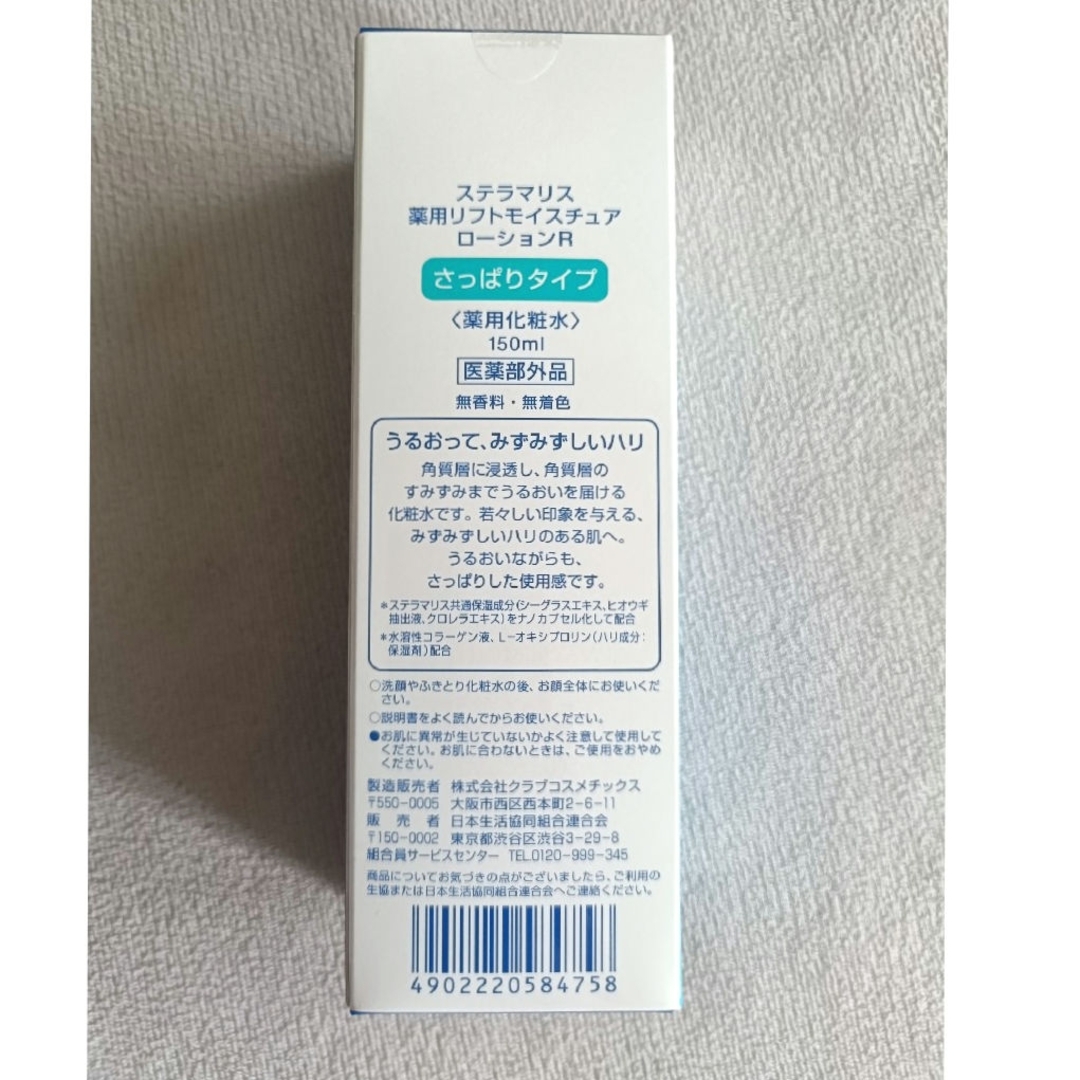 ステラマリス
薬用リフトモイスチュア
ローションR
さっぱりタイプ
〈薬用化粧水〉
150ml
医薬部外品
無香料・無着色
うるおって、みずみずしいハリ
角質層に浸透し、角質層の
すみずみまでうるおいを届ける
化粧水です。若々しい印象を与える、
みずみずしいハリのある肌へ。
うるおいながらも、
さっぱりした使用感です。
＊ステラマリス共通保湿成分（シーグラスエキス、ヒオウギ
抽出液、クロレラエキス）をナノカプセル化して配合
＊水溶性コラーゲン液、L-オキシプロリン（ハリ成分：
保湿剤）配合
○洗顔やふきとり化粧水の後、お顔全体にお使いくだ
さい。
○説明書をよく読んでからお使いください。
●お肌に異常が生じていないかよく注意して使用して
ください。お肌に合わないときは、ご使用をおやめ
ください。
製造販売者 株式会社クラブコスメチックス
〒550-0005 大阪市西区西本町2-6-11
販売者 日本生活協同組合連合会
〒150-0002 東京都渋谷区渋谷3-29-8
組合員サービスセンター TEL.0120-999-345
商品についてお気づきの点がございましたら、ご利用の
生協または日本生活協同組合連合会へご連絡ください。
4902220584758